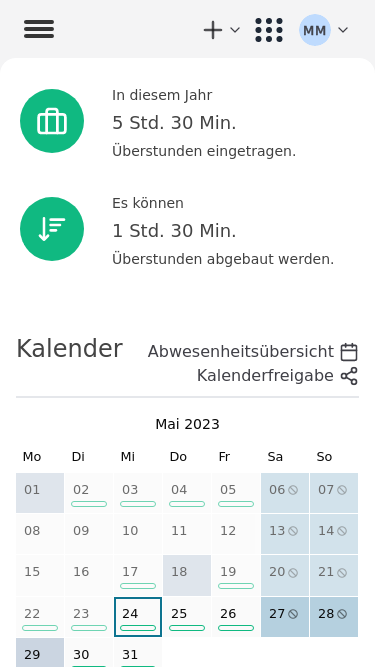 MM
In diesem Jahr
5 Std. 30 Min.
Überstunden eingetragen.
Es können
1 Std. 30 Min.
Überstunden abgebaut werden.
Kalender
Abwesenheitsübersicht
Kalenderfreigabe
Mai 2023
Mo Di Mi Do Fr Sa So
01 02 03 04 05 06 07
08 09 10 11 12 13 14
15 16 17 18 19 20 21
22 23 24 25 26 27 28
29 30 31